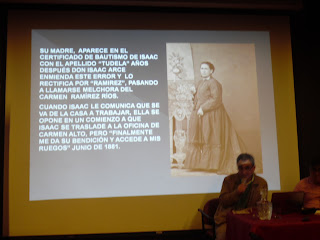 SU MADRE, APARECE EN EL
CERTIFICADO DE BAUTISMO DE ISAAC
CON EL APELLIDO "TUDELA" AÑOS
DESPUÉS DON ISAAC ARCE
ENMIENDA ESTE ERROR Y LO
RECTIFICA POR "RAMIREZ", PASANDO
A LLAMARSE MELCHORA DEL
CARMEN RAMÍREZ RÍOS.
CUANDO ISAAC LE COMUNICA QUE SE
VA DE LA CASA A TRABAJAR, ELLA SE
OPONE EN UN COMIENZO A QUE
ISAAC SE TRASLADE A LA OFICINA DE
CARMEN ALTO, PERO "FINALMENTE
ME DA SU BENDICIÓN Y ACCEDE A MIS
RUEGOS" JUNIO DE 1881.